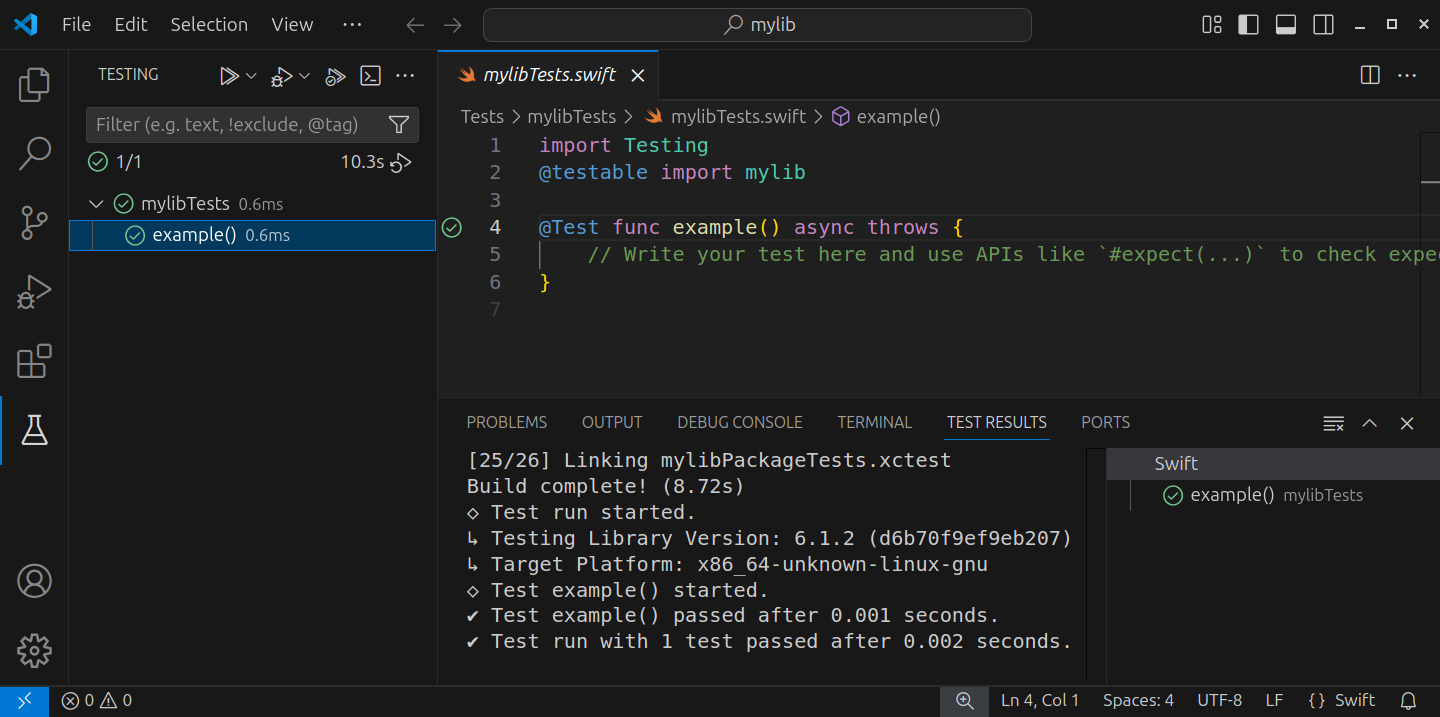 File Edit Selection View ···
mylib
TESTING
Filter (e.g. text, !exclude, @tag)
1/1
10.3s
mylibTests 0.6ms
example() 0.6ms
mylibTests.swift
Tests > mylibTests > mylibTests.swift > example()
1 import Testing
2 @testable import mylib
3
4 @Test func example() async throws {
5 // Write your test here and use APIs like `#expect(...)` to check expec
6 }
7
PROBLEMS OUTPUT DEBUG CONSOLE TERMINAL TEST RESULTS PORTS
[25/26] Linking mylibPackageTests.xctest
Build complete! (8.72s)
◇ Test run started.
↳ Testing Library Version: 6.1.2 (d6b70f9ef9eb207)
↳ Target Platform: x86_64-unknown-linux-gnu
◇ Test example() started.
✔ Test example() passed after 0.001 seconds.
✔ Test run with 1 test passed after 0.002 seconds.
Swift
example() mylibTests
0 0
Ln 4, Col 1 Spaces: 4 UTF-8 LF {} Swift